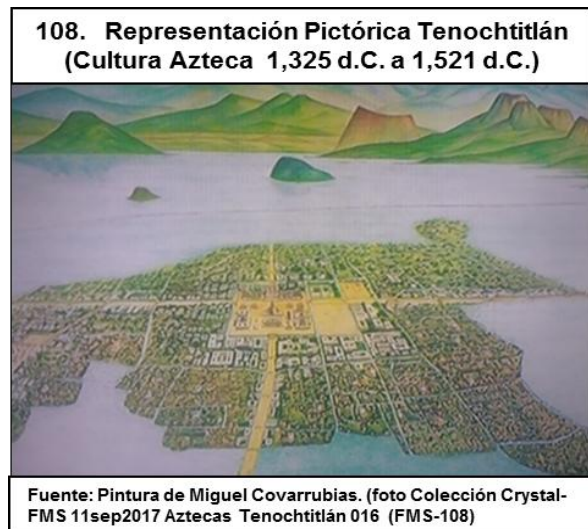 108. Representación Pictórica Tenochtitlán
(Cultura Azteca 1,325 d.C. a 1,521 d.C.)
Fuente: Pintura de Miguel Covarrubias. (foto Colección Crystal-
FMS 11sep2017 Aztecas Tenochtitlán 016 (FMS-108)